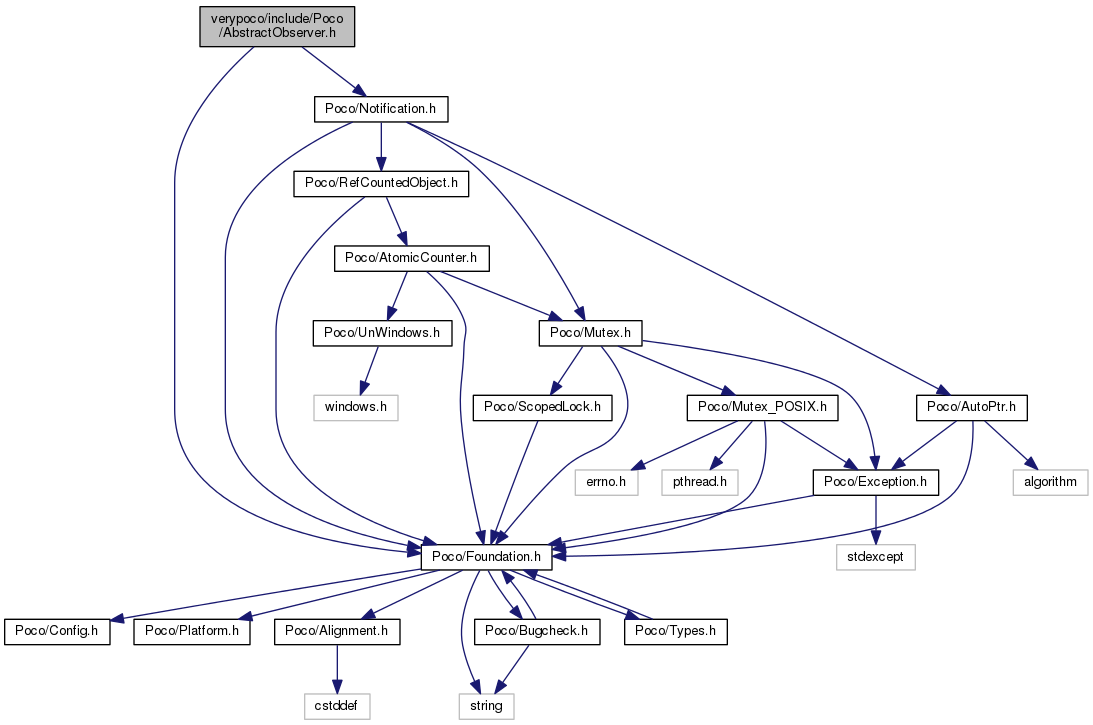 verypoco/include/Poco
/AbstractObserver.h
Poco/Notification.h
Poco/RefCountedObject.h
Poco/AtomicCounter.h
Poco/UnWindows.h
Poco/Mutex.h
windows.h
Poco/ScopedLock.h
Poco/Mutex_POSIX.h
Poco/AutoPtr.h
errno.h
pthread.h
Poco/Exception.h
algorithm
Poco/Foundation.h
stdexcept
Poco/Config.h
Poco/Platform.h
Poco/Alignment.h
Poco/Bugcheck.h
Poco/Types.h
cstddef
string